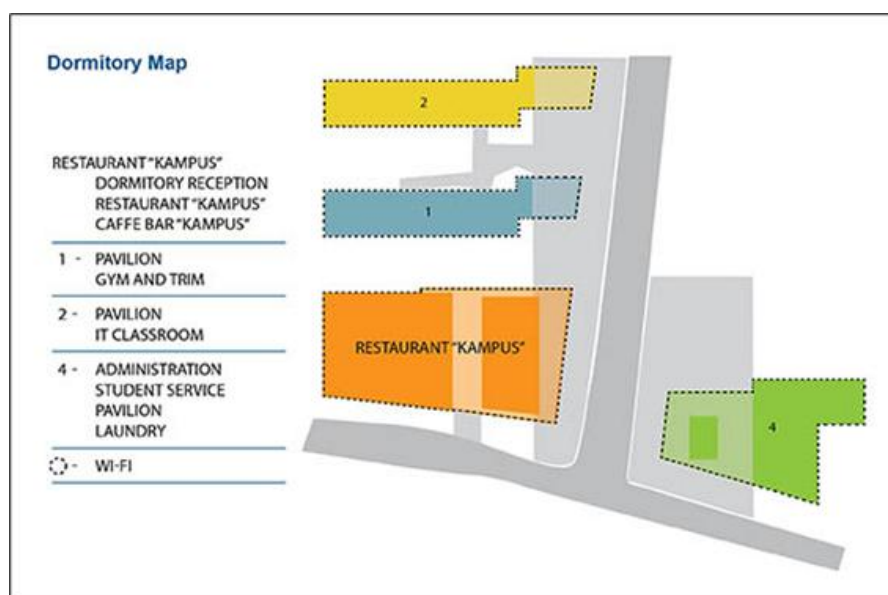 Dormitory Map
RESTAURANT "KAMPUS"
DORMITORY RECEPTION
RESTAURANT "KAMPUS"
CAFFE BAR "KAMPUS"
1 - PAVILION
GYM AND TRIM
2 - PAVILION
IT CLASSROOM
4 - ADMINISTRATION
STUDENT SERVICE
PAVILION
LAUNDRY
- WI-FI
2
1
RESTAURANT "KAMPUS"
4